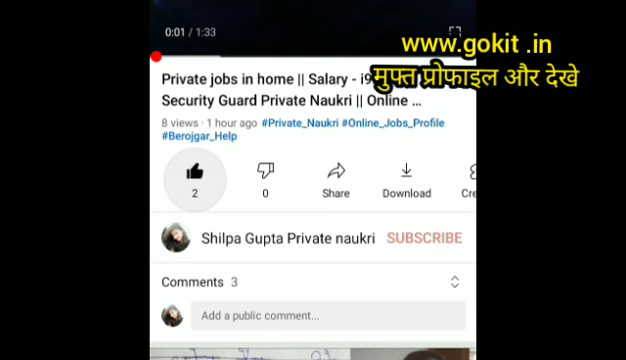 0:01 / 1:33
www.gokit .in
मुफ्त प्रोफाइल और देखे
Private jobs in home || Salary - i9
Security Guard Private Naukri || Online ...
8 views · 1 hour ago #Private_Naukri #Online_Jobs_Profile
#Berojgar_Help
2
0
Share
Download
Cre
Shilpa Gupta Private naukri SUBSCRIBE
Comments 3
Add a public comment...